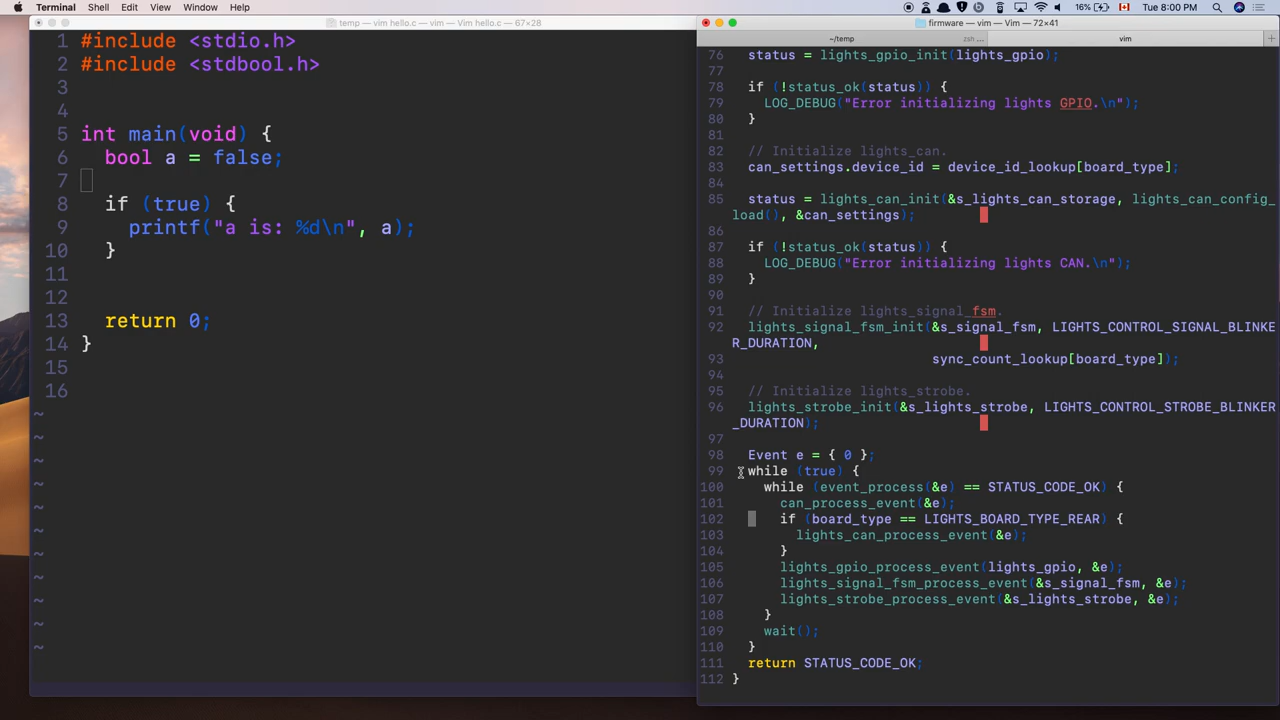 Terminal Shell Edit View Window Help 16% Tue 8:00 PM
temp — vim hello.c — vim — Vim hello.c — 67×28
1 #include <stdio.h>
2 #include <stdbool.h>
3
4
5 int main(void) {
6 bool a = false;
7
8 if (true) {
9 printf("a is: %d\n", a);
10 }
11
12
13 return 0;
14 }
15
16
~
~
~
~
~
~
~
~
~
~
~
firmware — vim — Vim — 72×41
~/temp zsh ... vim
76 status = lights_gpio_init(lights_gpio);
77
78 if (!status_ok(status)) {
79 LOG_DEBUG("Error initializing lights GPIO.\n");
80 }
81
82 // Initialize lights_can.
83 can_settings.device_id = device_id_lookup[board_type];
84
85 status = lights_can_init(&s_lights_can_storage, lights_can_config_
load(), &can_settings);
86
87 if (!status_ok(status)) {
88 LOG_DEBUG("Error initializing lights CAN.\n");
89 }
90
91 // Initialize lights_signal_fsm.
92 lights_signal_fsm_init(&s_signal_fsm, LIGHTS_CONTROL_SIGNAL_BLINKE
R_DURATION,
93 sync_count_lookup[board_type]);
94
95 // Initialize lights_strobe.
96 lights_strobe_init(&s_lights_strobe, LIGHTS_CONTROL_STROBE_BLINKER
_DURATION);
97
98 Event e = { 0 };
99 while (true) {
100 while (event_process(&e) == STATUS_CODE_OK) {
101 can_process_event(&e);
102 if (board_type == LIGHTS_BOARD_TYPE_REAR) {
103 lights_can_process_event(&e);
104 }
105 lights_gpio_process_event(lights_gpio, &e);
106 lights_signal_fsm_process_event(&s_signal_fsm, &e);
107 lights_strobe_process_event(&s_lights_strobe, &e);
108 }
109 wait();
110 }
111 return STATUS_CODE_OK;
112 }